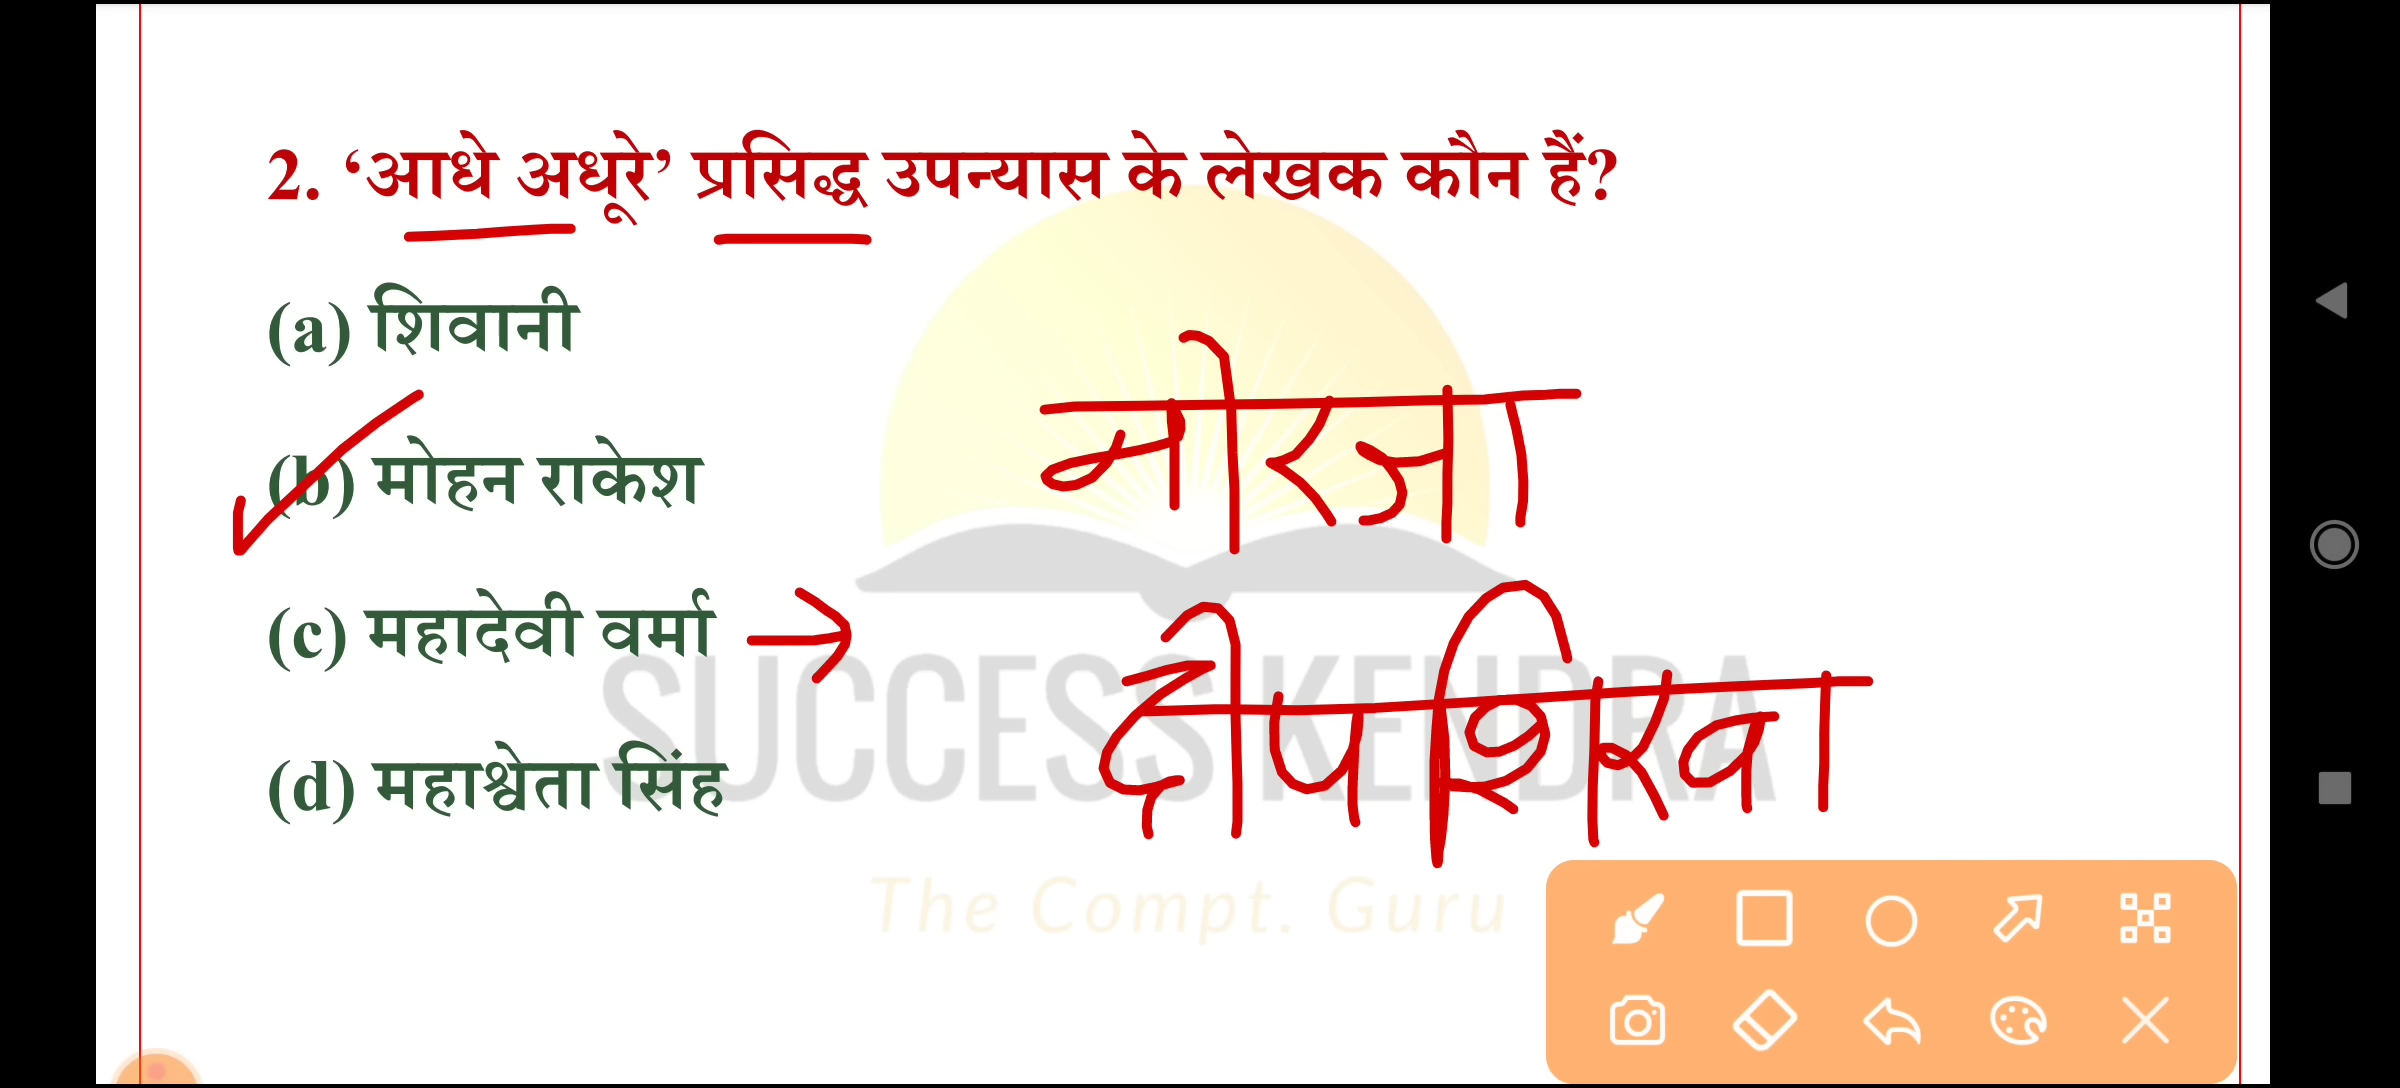 2. ‘आधे अधूरे’ प्रसिद्ध उपन्यास के लेखक कौन हैं?
(a) शिवानी
(b) मोहन राकेश
(c) महादेवी वर्मा
(d) महाश्वेता सिंह
नीरजा
दीपशिखा
SUCCESS KENDRA
The Compt. Guru